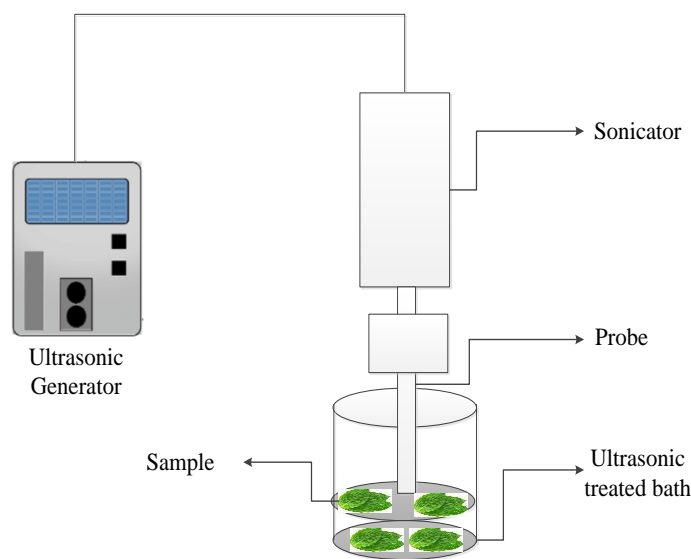 Sonicator
Ultrasonic
Generator
Probe
Sample
Ultrasonic
treated bath